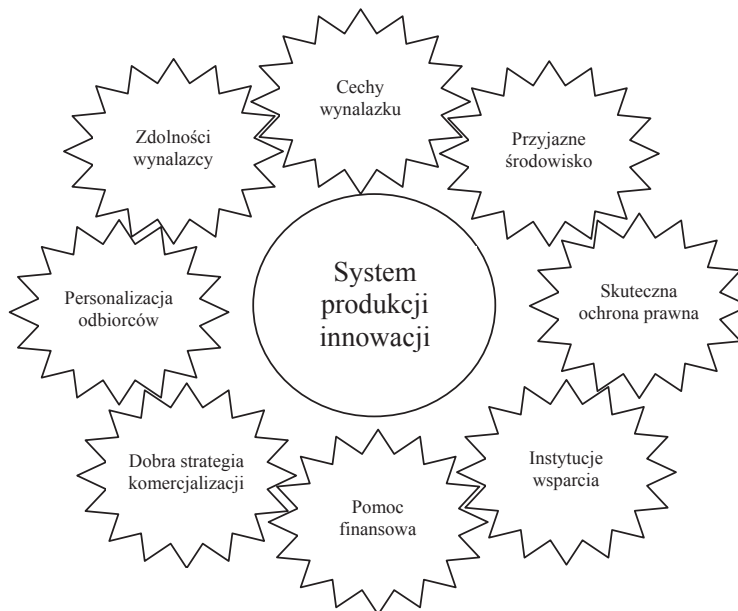 Cechy
wynalazku
Zdolności
wynalazcy
Przyjazne
środowisko
Personalizacja
odbiorców
System
produkcji
innowacji
Skuteczna
ochrona prawna
Dobra strategia
komercjalizacji
Instytucje
wsparcia
Pomoc
finansowa